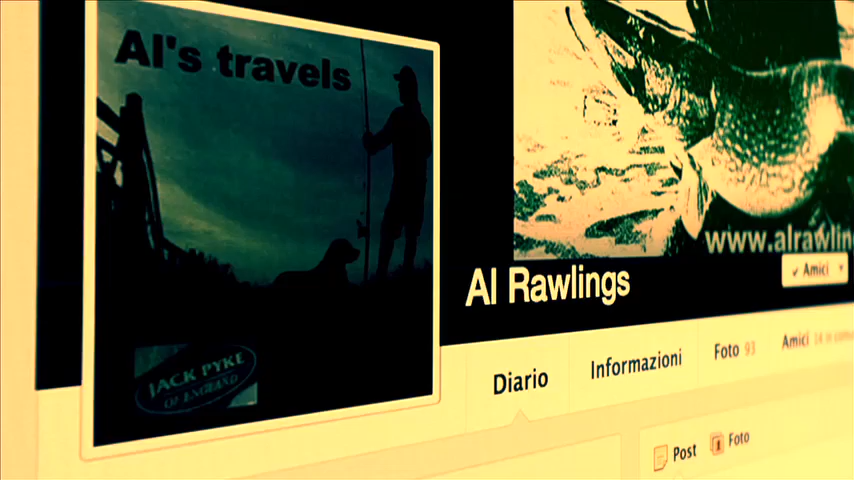 Al's travels
JACK PYKE
OF ENGLAND
www.alrawlin
✓ Amici
Al Rawlings
Diario
Informazioni
Foto 93
Amici
Post
Foto